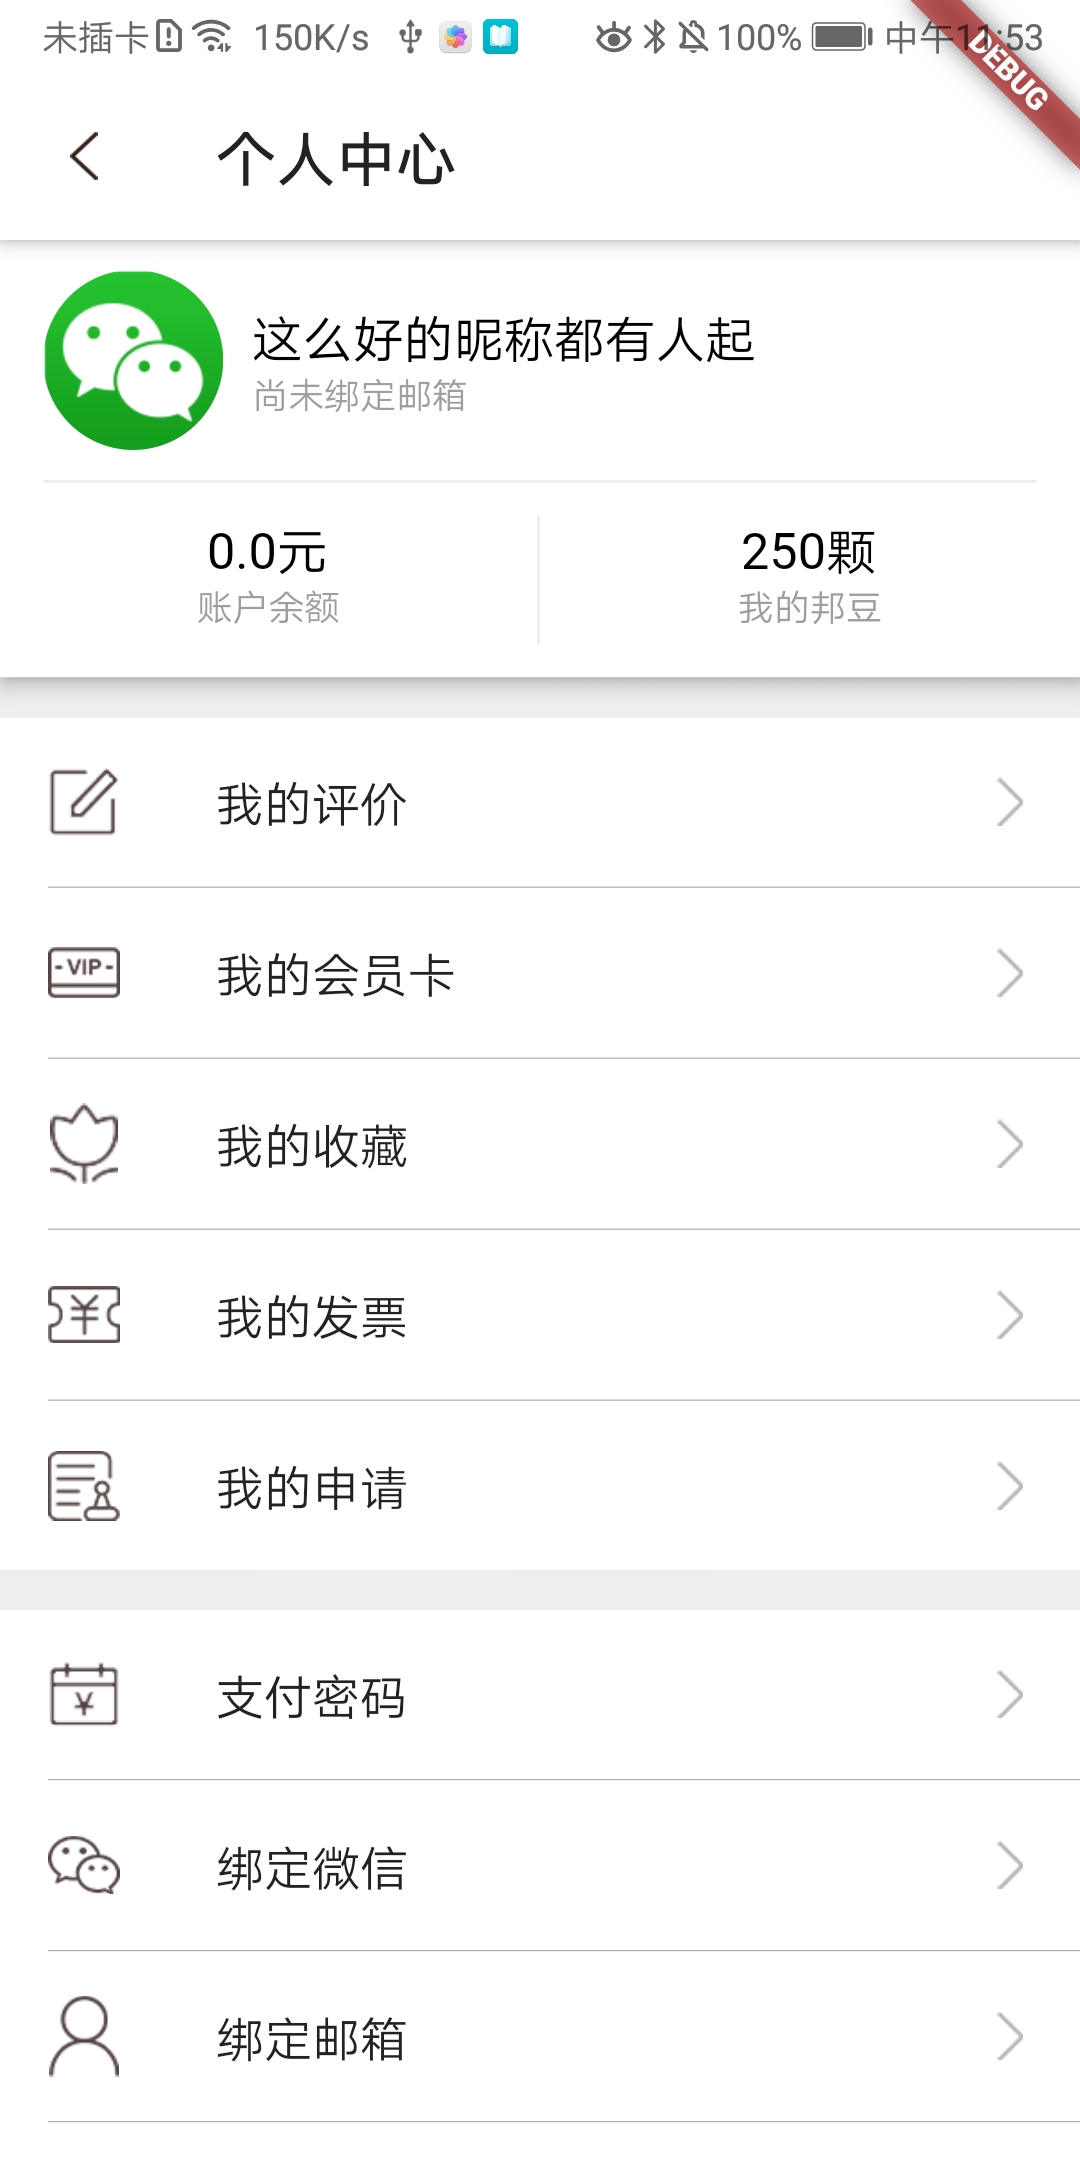 未插卡 150K/s 100% 中午11:53
DEBUG
个人中心
这么好的昵称都有人起
尚未绑定邮箱
0.0元 250颗
账户余额 我的邦豆
我的评价
-VIP- 我的会员卡
我的收藏
¥ 我的发票
我的申请
¥ 支付密码
绑定微信
绑定邮箱